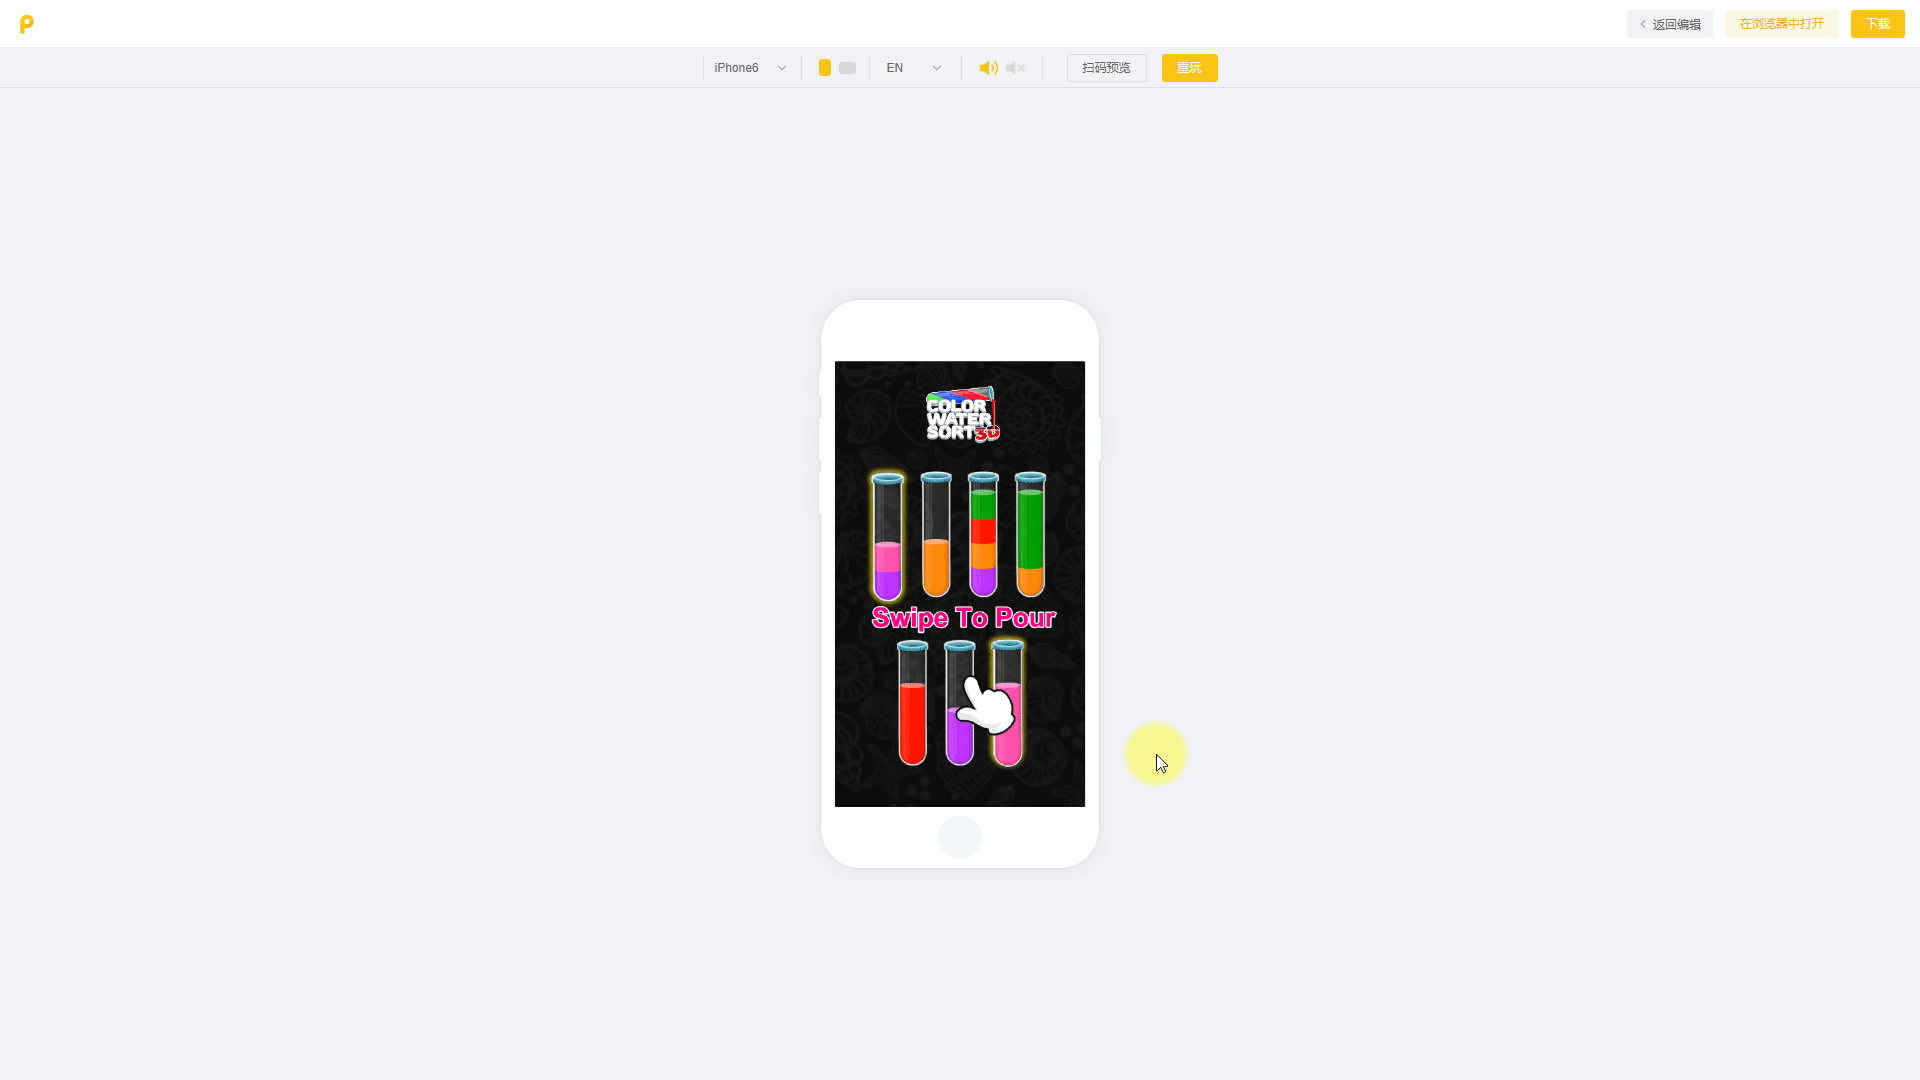 返回编辑
在浏览器中打开
下载
iPhone6
EN
扫码预览
重玩
COLOR
WATER
SORT 3D
Swipe To Pour